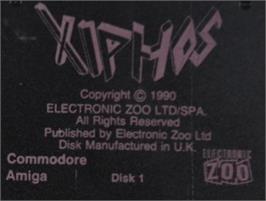 XIPHOS
Copyright © 1990
ELECTRONIC ZOO LTD/SPA.
All Rights Reserved
Published by Electronic Zoo Ltd
Disk Manufactured in U.K.
Commodore
Amiga
Disk 1
ELECTRONIC
ZOO